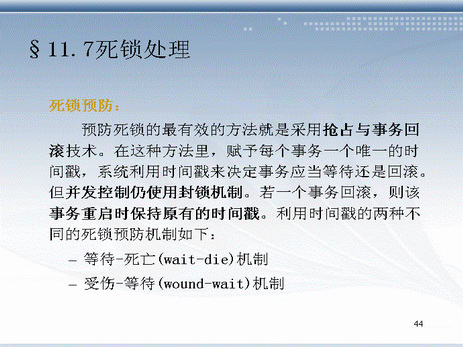 §11.7死锁处理
死锁预防：
预防死锁的最有效的方法就是采用抢占与事务回
滚技术。在这种方法里，赋予每个事务一个唯一的时
间戳，系统利用时间戳来决定事务应当等待还是回滚。
但并发控制仍使用封锁机制。若一个事务回滚，则该
事务重启时保持原有的时间戳。利用时间戳的两种不
同的死锁预防机制如下：
– 等待-死亡(wait-die)机制
– 受伤-等待(wound-wait)机制
44